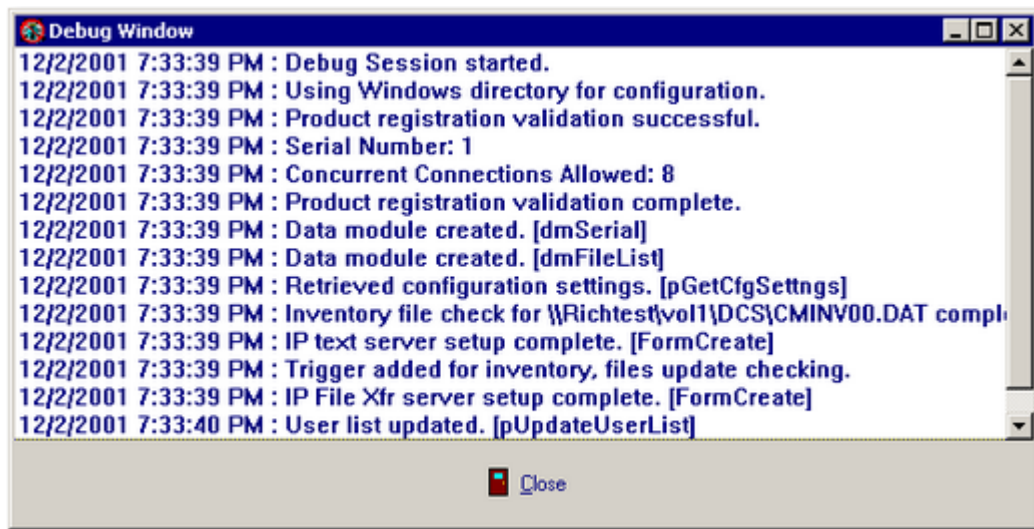 Debug Window
12/2/2001 7:33:39 PM : Debug Session started.
12/2/2001 7:33:39 PM : Using Windows directory for configuration.
12/2/2001 7:33:39 PM : Product registration validation successful.
12/2/2001 7:33:39 PM : Serial Number: 1
12/2/2001 7:33:39 PM : Concurrent Connections Allowed: 8
12/2/2001 7:33:39 PM : Product registration validation complete.
12/2/2001 7:33:39 PM : Data module created. [dmSerial]
12/2/2001 7:33:39 PM : Data module created. [dmFileList]
12/2/2001 7:33:39 PM : Retrieved configuration settings. [pGetCfgSettngs]
12/2/2001 7:33:39 PM : Inventory file check for \\Richtest\vol1\DCS\CMINV00.DAT
12/2/2001 7:33:39 PM : IP text server setup complete. [FormCreate]
12/2/2001 7:33:39 PM : Trigger added for inventory, files update checking.
12/2/2001 7:33:39 PM : IP File Xfr server setup complete. [FormCreate]
12/2/2001 7:33:40 PM : User list updated. [pUpdateUserList]
Close